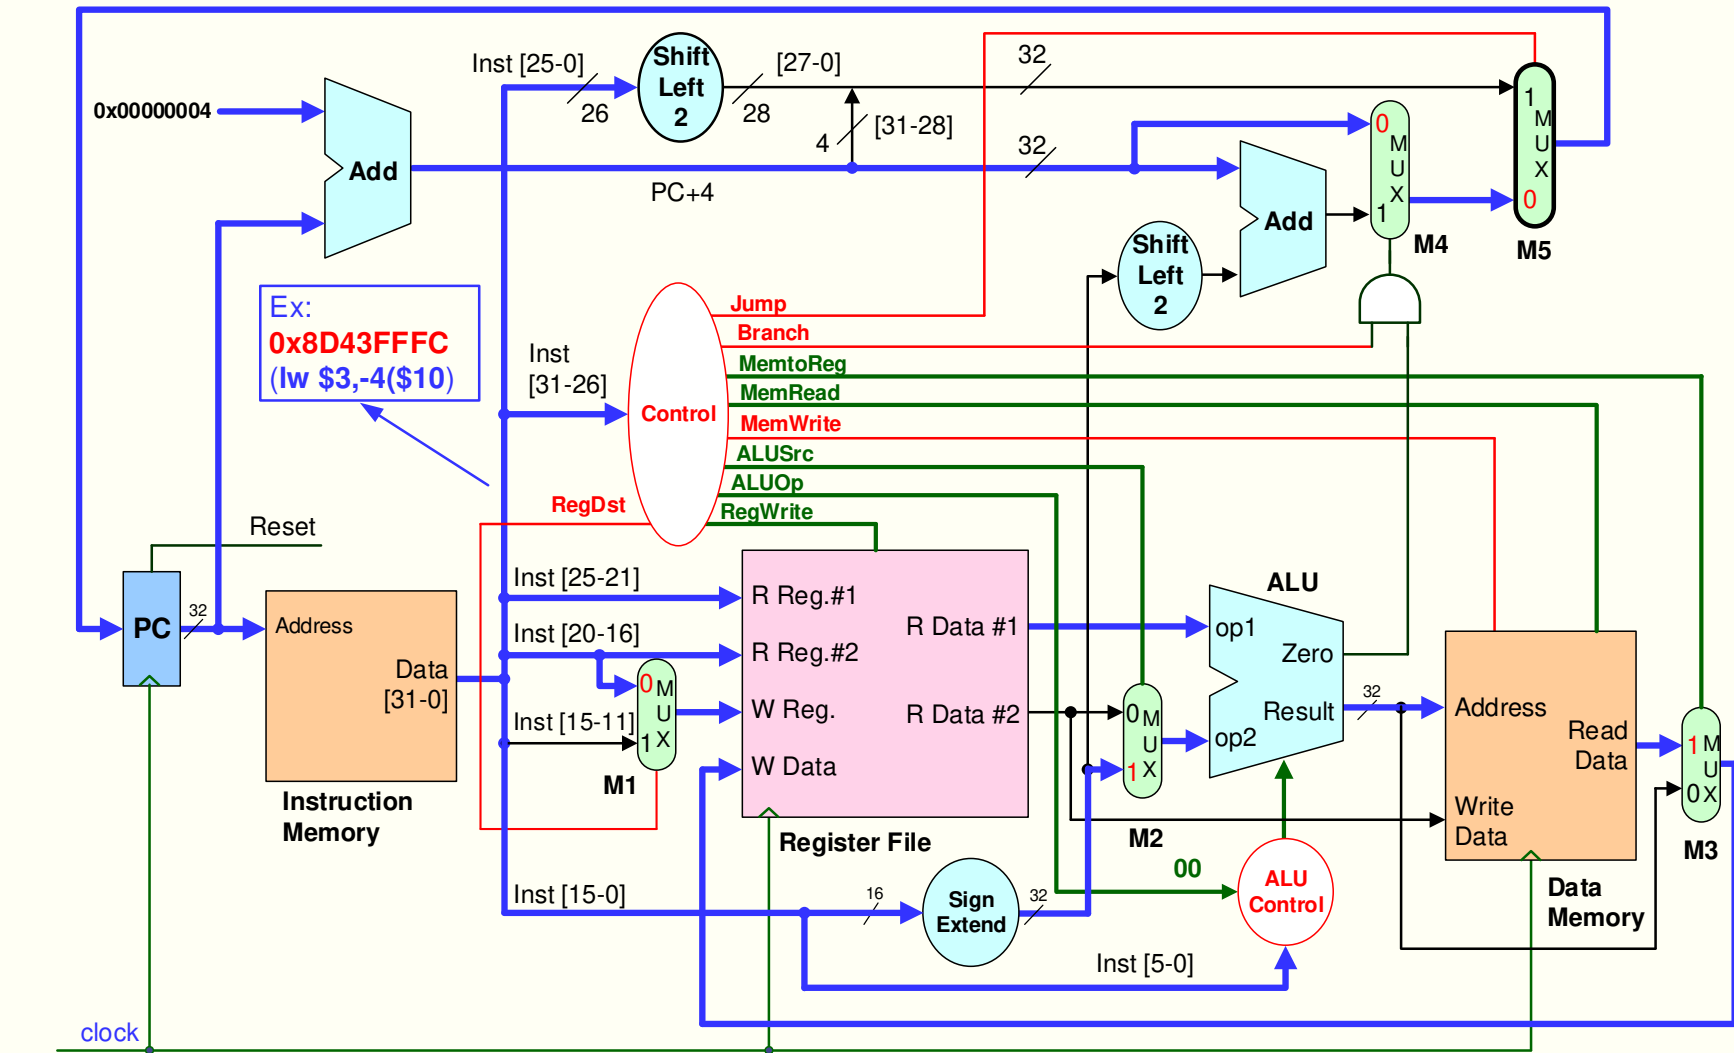 Inst [25-0]
26
Shift
Left
2
[27-0]
28
32
0x00000004
Add
4
[31-28]
PC+4
32
0
M
U
X
1
M4
1
M
U
X
0
M5
Add
Shift
Left
2
Ex:
0x8D43FFFC
(lw $3,-4($10)
Inst
[31-26]
Control
Jump
Branch
MemtoReg
MemRead
MemWrite
ALUSrc
ALUOp
RegWrite
RegDst
Reset
PC
32
Address
Data
[31-0]
Instruction
Memory
Inst [25-21]
Inst [20-16]
Inst [15-11]
0
M
U
1
X
M1
R Reg.#1
R Reg.#2
W Reg.
W Data
R Data #1
R Data #2
Register File
0
M
U
1
X
M2
ALU
op1
Zero
Result
op2
32
Address
Read
Data
Write
Data
Data
Memory
1
M
U
0
X
M3
Inst [15-0]
16
Sign
Extend
32
00
ALU
Control
Inst [5-0]
clock